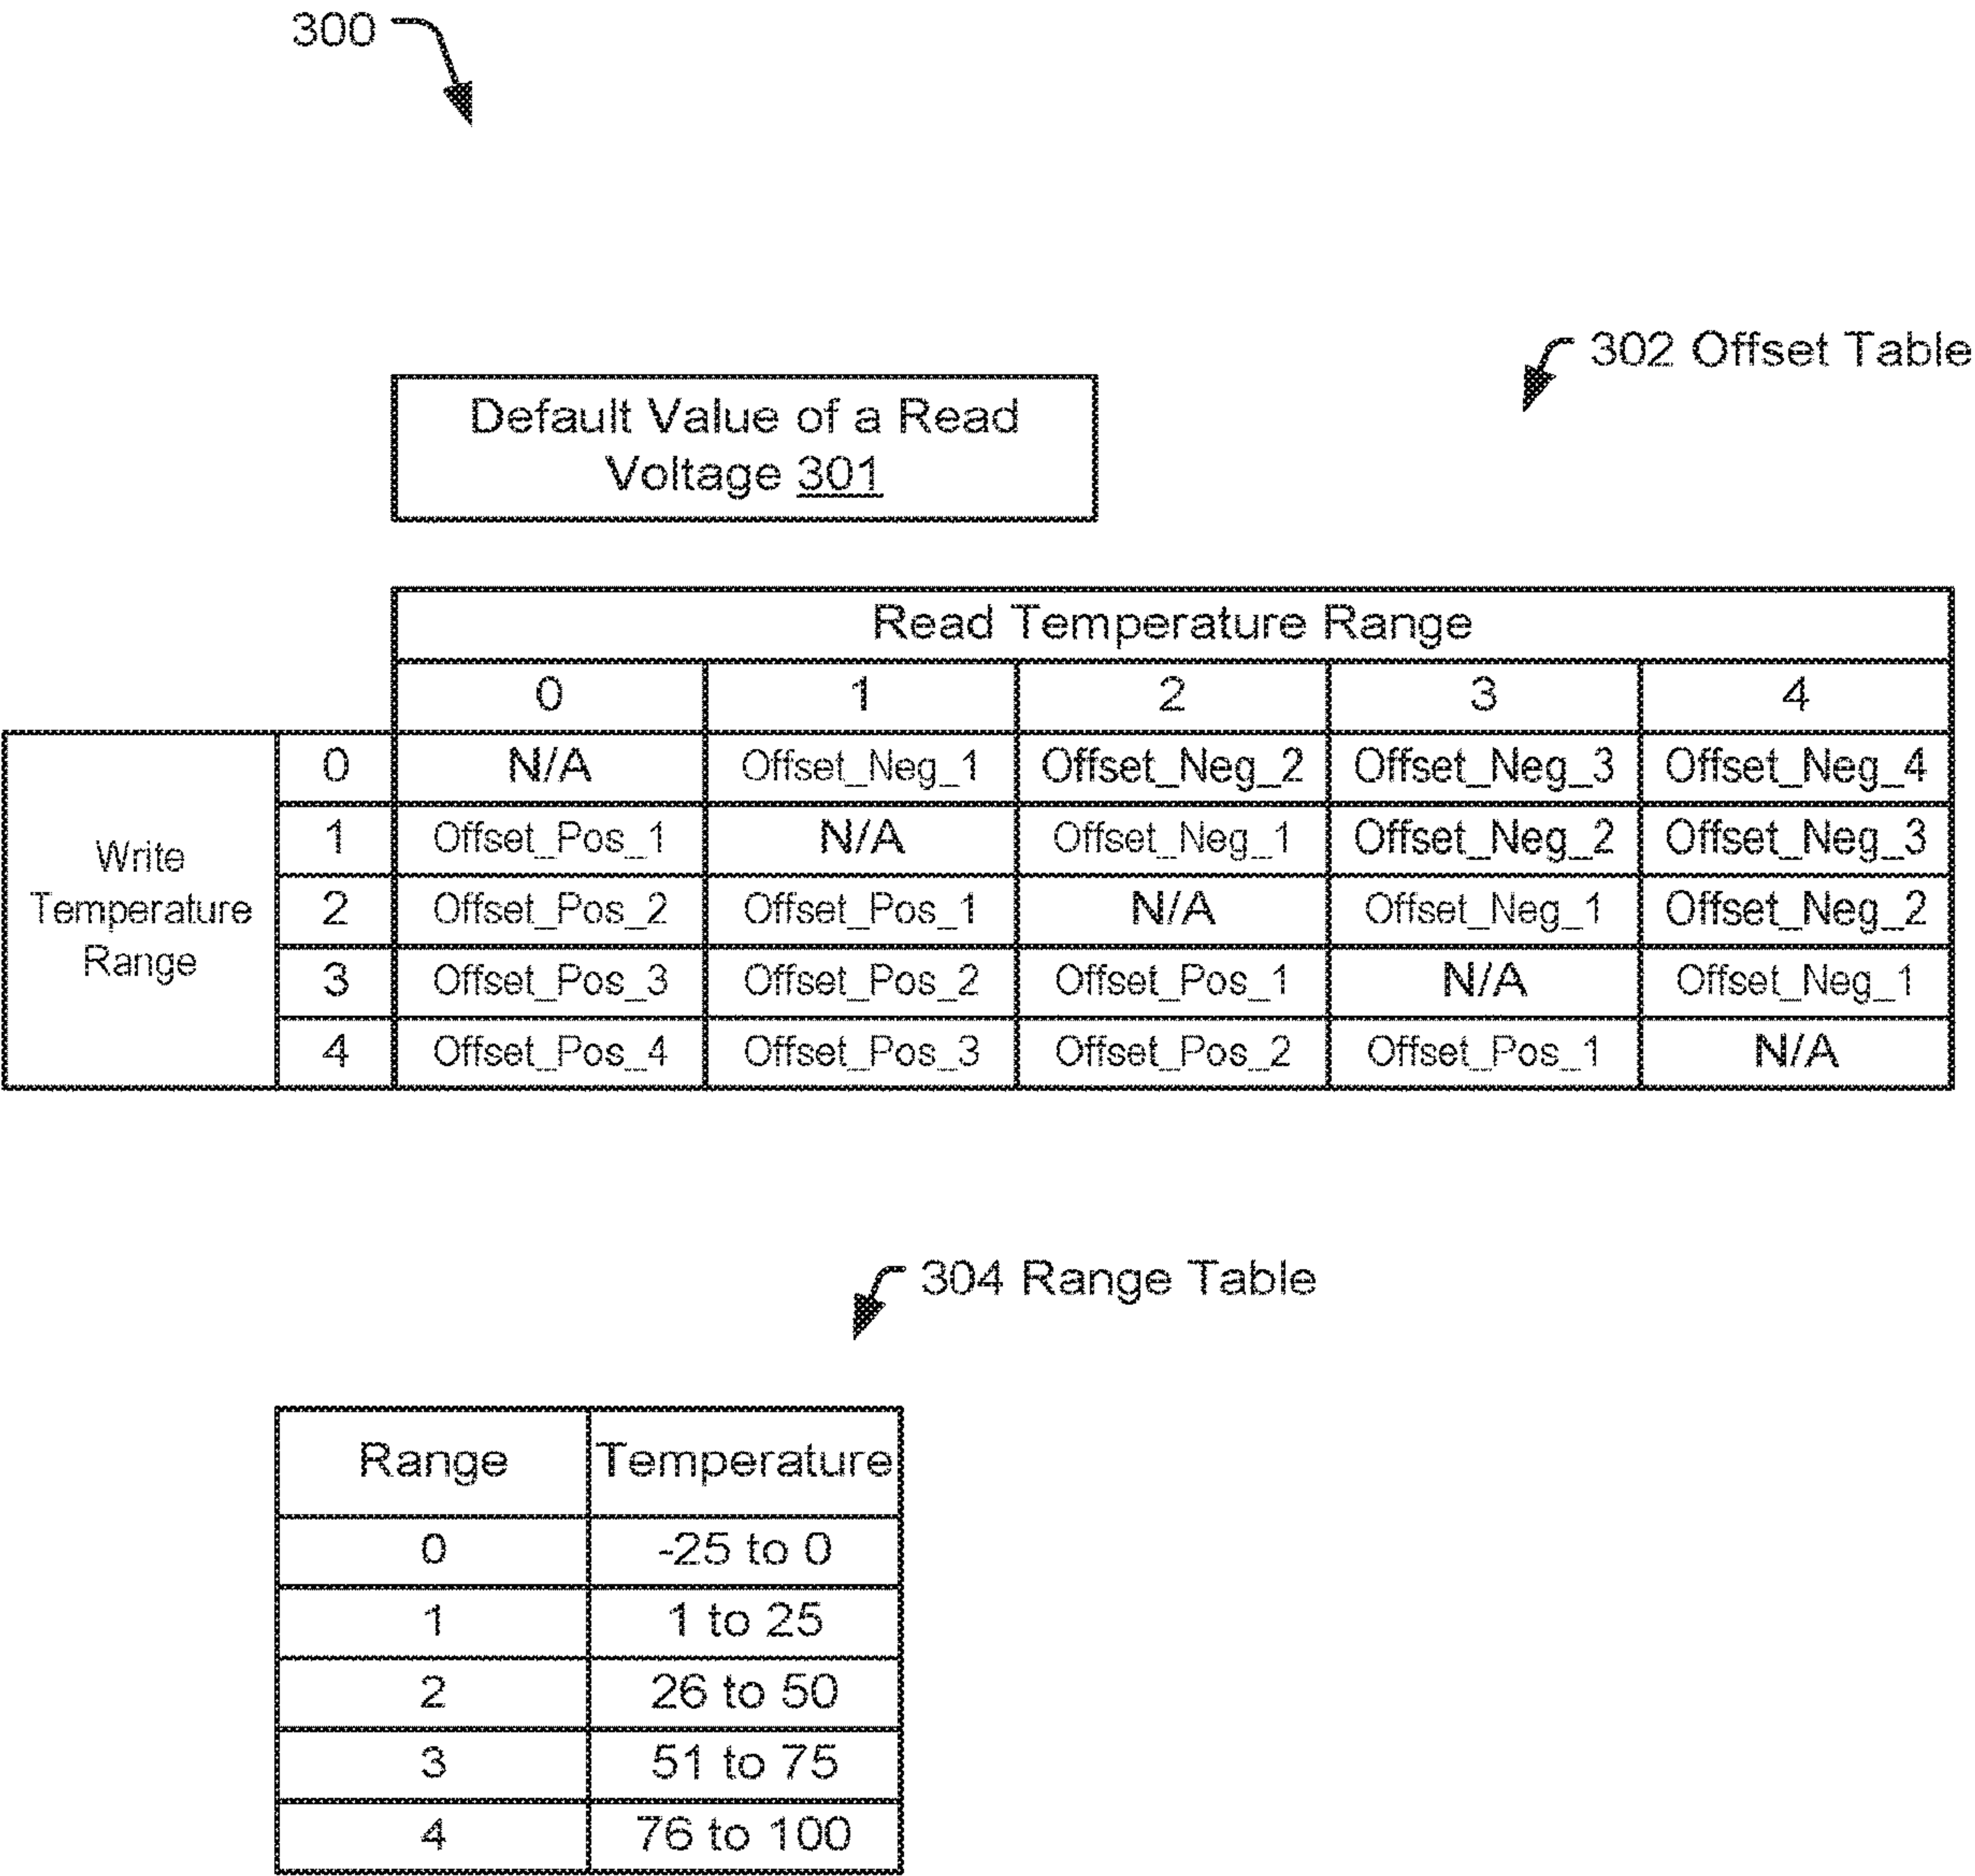 300
302 Offset Table
Default Value of a Read
Voltage 301
Read Temperature Range
0 1 2 3 4
Write
Temperature
Range
0 N/A Offset_Neg_1 Offset_Neg_2 Offset_Neg_3 Offset_Neg_4
1 Offset_Pos_1 N/A Offset_Neg_1 Offset_Neg_2 Offset_Neg_3
2 Offset_Pos_2 Offset_Pos_1 N/A Offset_Neg_1 Offset_Neg_2
3 Offset_Pos_3 Offset_Pos_2 Offset_Pos_1 N/A Offset_Neg_1
4 Offset_Pos_4 Offset_Pos_3 Offset_Pos_2 Offset_Pos_1 N/A
304 Range Table
Range Temperature
0 -25 to 0
1 1 to 25
2 26 to 50
3 51 to 75
4 76 to 100